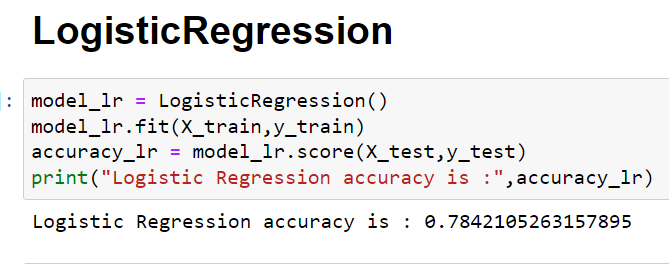 LogisticRegression
]:
model_lr = LogisticRegression()
model_lr.fit(X_train,y_train)
accuracy_lr = model_lr.score(X_test,y_test)
print("Logistic Regression accuracy is :",accuracy_lr)
Logistic Regression accuracy is : 0.7842105263157895